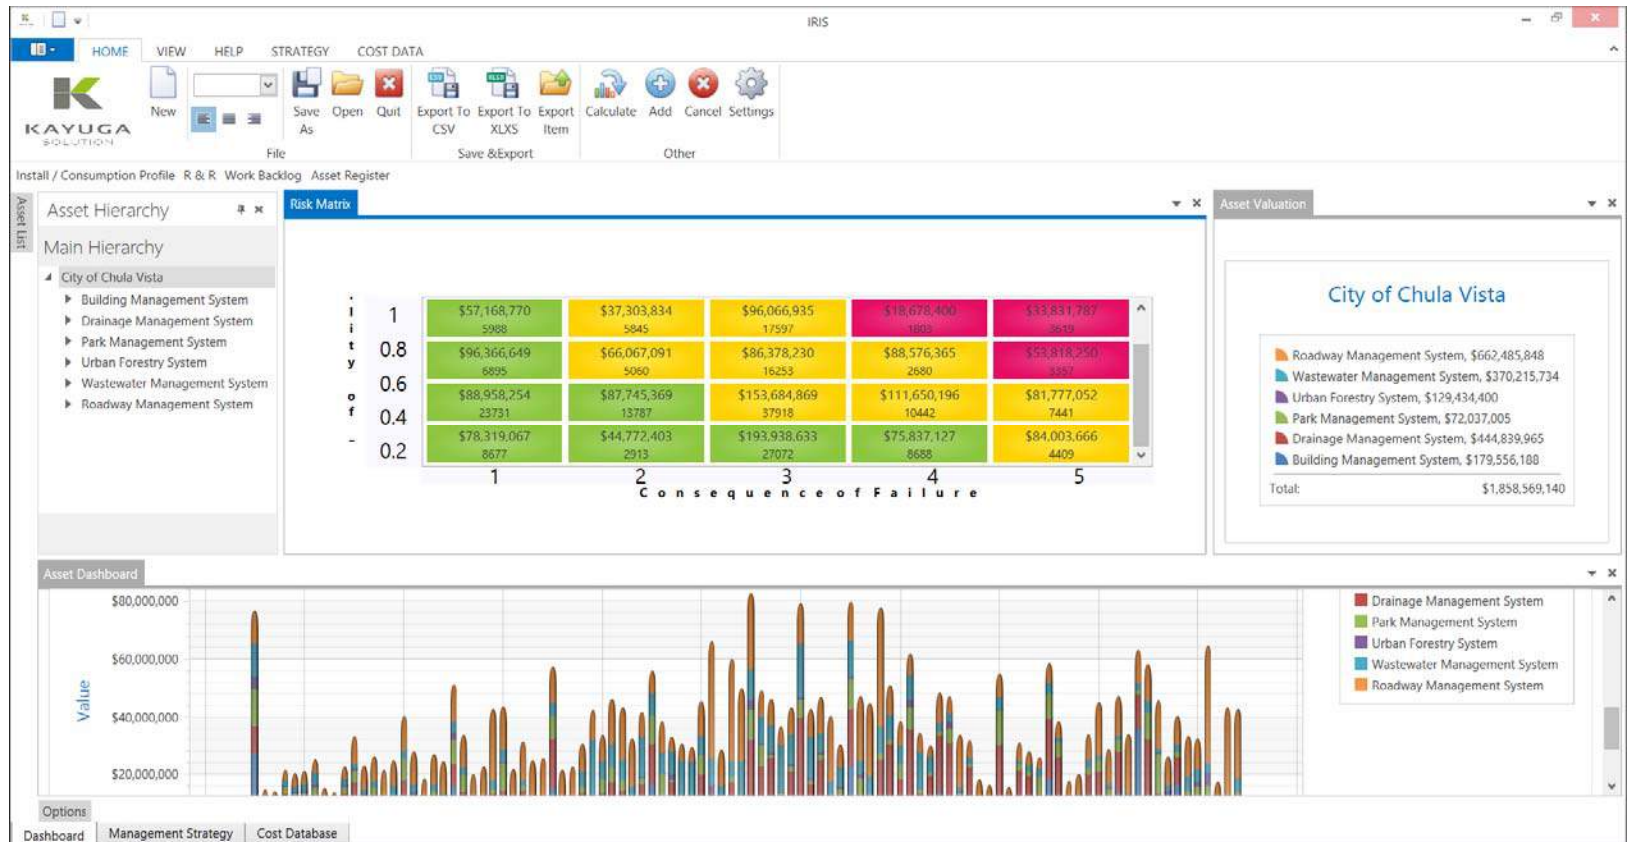 IRIS
HOME VIEW HELP STRATEGY COST DATA
KAYUGA
SOLUTION
New
Save As
Open
Quit
File
Export To CSV
Export To XLXS
Export Item
Save &Export
Calculate
Add
Cancel
Settings
Other
Install / Consumption Profile R & R Work Backlog Asset Register
Asset List
Asset Hierarchy
Main Hierarchy
City of Chula Vista
Building Management System
Drainage Management System
Park Management System
Urban Forestry System
Wastewater Management System
Roadway Management System
Risk Matrix
lity of
1 $57,168,770 $37,303,834 $96,066,935 $18,678,400 $33,831,787
5988 5845 17597 1803 3619
0.8 $96,366,649 $66,067,091 $86,378,230 $88,576,365 $53,818,250
6895 5060 16253 2680 3357
0.6
$88,958,254 $87,745,369 $153,684,869 $111,650,196 $81,777,052
0.4 23731 13787 37918 10442 7441
$78,319,067 $44,772,403 $193,938,633 $75,837,127 $84,003,666
0.2 8677 2913 27072 8688 4409
1 2 3 4 5
Consequence of Failure
Asset Valuation
City of Chula Vista
Roadway Management System, $662,485,848
Wastewater Management System, $370,215,734
Urban Forestry System, $129,434,400
Park Management System, $72,037,005
Drainage Management System, $444,839,965
Building Management System, $179,556,188
Total: $1,858,569,140
Asset Dashboard
Value
$80,000,000
$60,000,000
$40,000,000
$20,000,000
Drainage Management System
Park Management System
Urban Forestry System
Wastewater Management System
Roadway Management System
Options
Dashboard Management Strategy Cost Database